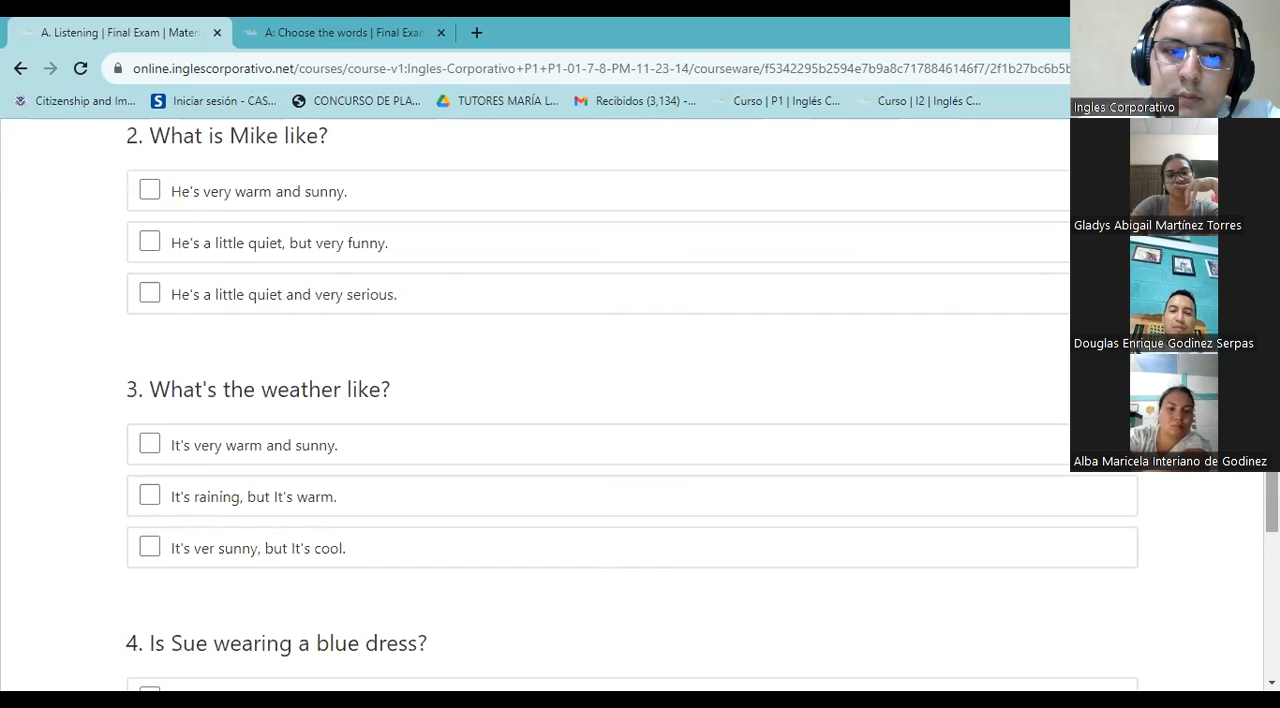 A. Listening | Final Exam | Mater
A: Choose the words | Final Exar
online.inglescorporativo.net/courses/course-v1:Ingles-Corporativo+P1+P1-01-7-8-PM-11-23-14/courseware/f5342295b2594e7b9a8c7178846146f7/2f1b27bc6b5b
Citizenship and Im...
Iniciar sesión - CAS...
CONCURSO DE PLA...
TUTORES MARÍA L...
Recibidos (3,134) -...
Curso | P1 | Inglés C...
Curso | I2 | Inglés C...
Ingles Corporativo
Gladys Abigail Martínez Torres
Douglas Enrique Godinez Serpas
Alba Maricela Interiano de Godinez
2. What is Mike like?
He's very warm and sunny.
He's a little quiet, but very funny.
He's a little quiet and very serious.
3. What's the weather like?
It's very warm and sunny.
It's raining, but It's warm.
It's ver sunny, but It's cool.
4. Is Sue wearing a blue dress?